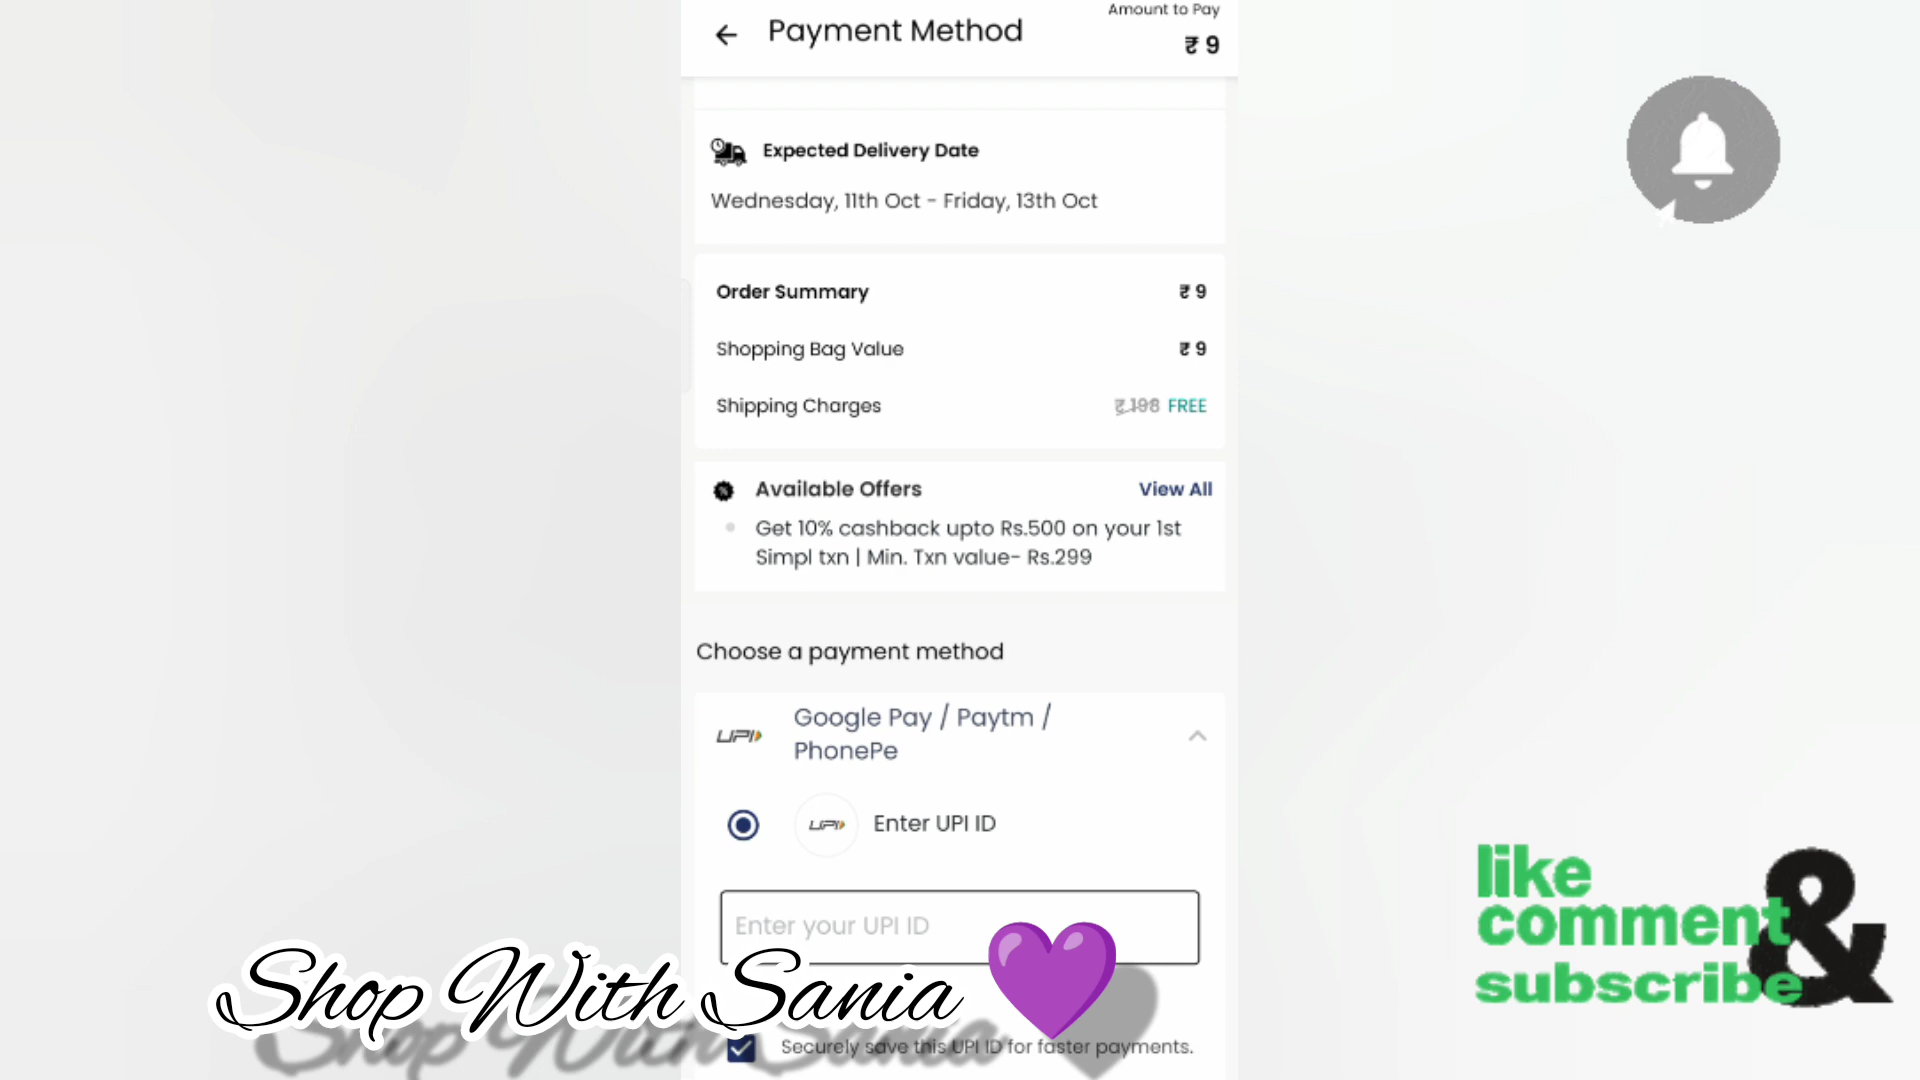 Payment Method
Amount to Pay
₹ 9
Expected Delivery Date
Wednesday, 11th Oct - Friday, 13th Oct
Order Summary ₹ 9
Shopping Bag Value ₹ 9
Shipping Charges ₹ 198 FREE
Available Offers View All
Get 10% cashback upto Rs.500 on your 1st
Simpl txn | Min. Txn value- Rs.299
Choose a payment method
UPI Google Pay / Paytm /
PhonePe
UPI Enter UPI ID
Enter your UPI ID
Securely save this UPI ID for faster payments.
Shop With Sania
like
comment &
subscribe